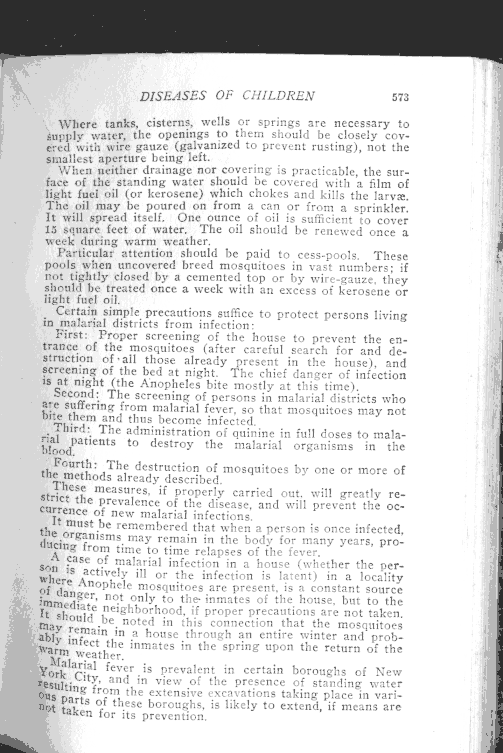 DISEASES OF CHILDREN 573
Where tanks, cisterns, wells or springs are necessary to
supply water, the openings to them should be closely cov-
ered with wire gauze (galvanized to prevent rusting), not the
smallest aperture being left.
When neither drainage nor covering is practicable, the sur-
face of the standing water should be covered with a film of
light fuel oil (or kerosene) which chokes and kills the larvæ.
The oil may be poured on from a can or from a sprinkler.
It will spread itself. One ounce of oil is sufficient to cover
15 square feet of water. The oil should be renewed once a
week during warm weather.
Particular attention should be paid to cess-pools. These
pools when uncovered breed mosquitoes in vast numbers; if
not tightly closed by a cemented top or by wire-gauze, they
should be treated once a week with an excess of kerosene or
light fuel oil.
Certain simple precautions suffice to protect persons living
in malarial districts from infection:
First: Proper screening of the house to prevent the en-
trance of the mosquitoes (after careful search for and de-
struction of all those already present in the house), and
screening of the bed at night. The chief danger of infection
is at night (the Anopheles bite mostly at this time).
Second: The screening of persons in malarial districts who
are suffering from malarial fever, so that mosquitoes may not
bite them and thus become infected.
Third: The administration of quinine in full doses to mala-
rial patients to destroy the malarial organisms in the
blood.
Fourth: The destruction of mosquitoes by one or more of
the methods already described.
These measures, if properly carried out, will greatly re-
strict the prevalence of the disease, and will prevent the oc-
currence of new malarial infections.
It must be remembered that when a person is once infected,
the organisms may remain in the body for many years, pro-
ducing from time to time relapses of the fever.
A case of malarial infection in a house (whether the per-
son is actively ill or the infection is latent) in a locality
where Anophele mosquitoes are present, is a constant source
of danger, not only to the inmates of the house, but to the
immediate neighborhood, if proper precautions are not taken.
It should be noted in this connection that the mosquitoes
may remain in a house through an entire winter and prob-
ably infect the inmates in the spring upon the return of the
warm weather.
Malarial fever is prevalent in certain boroughs of New
York City, and in view of the presence of standing water
resulting from the extensive excavations taking place in vari-
ous parts of these boroughs, is likely to extend, if means are
not taken for its prevention.